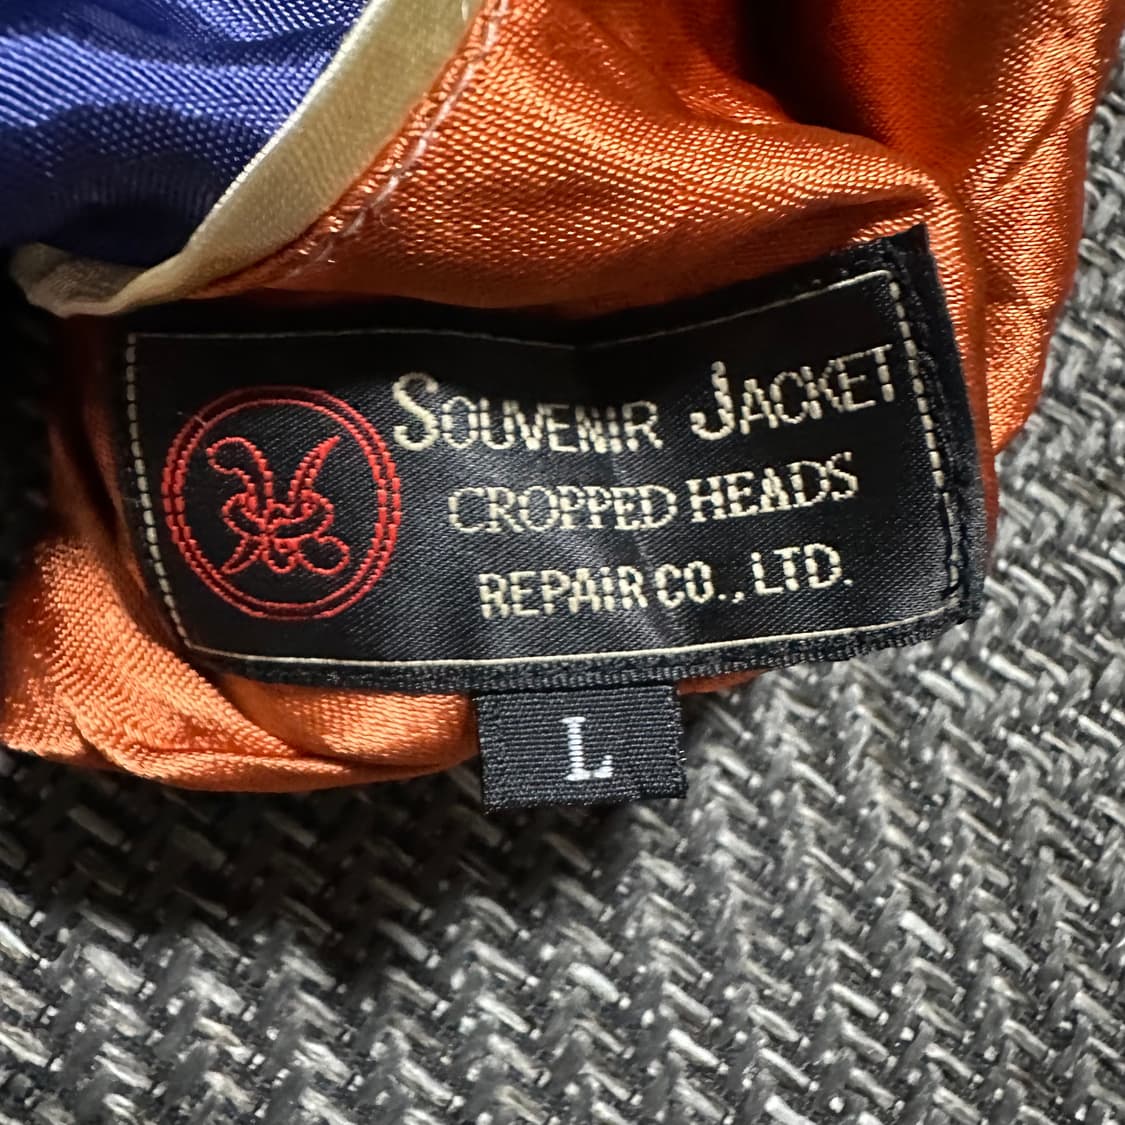 SOUVENIR JACKET
CROPPED HEADS
REPAIR CO., LTD.
L